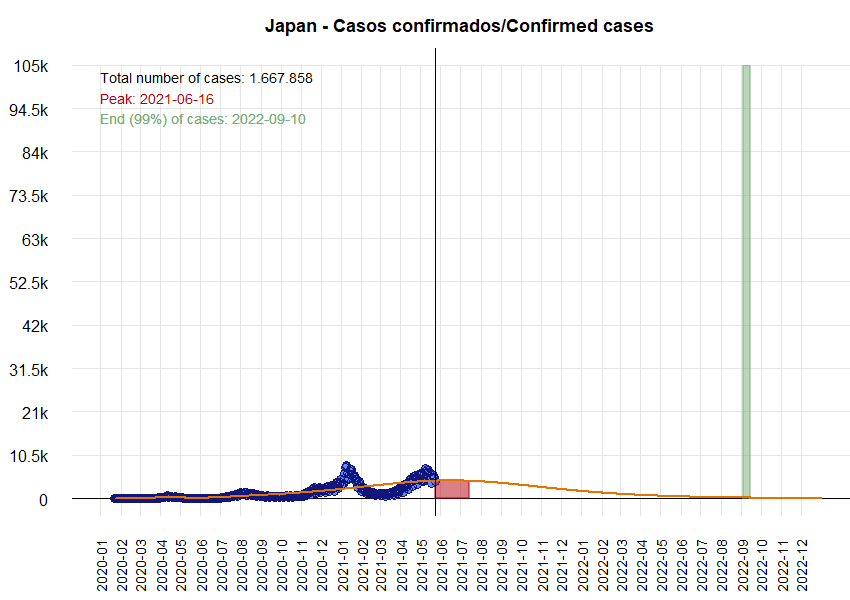 Japan - Casos confirmados/Confirmed cases
105k
94.5k
84k
73.5k
63k
52.5k
42k
31.5k
21k
10.5k
0
Total number of cases: 1.667.858
Peak: 2021-06-16
End (99%) of cases: 2022-09-10
2020-01
2020-02
2020-03
2020-04
2020-05
2020-06
2020-07
2020-08
2020-09
2020-10
2020-11
2020-12
2021-01
2021-02
2021-03
2021-04
2021-05
2021-06
2021-07
2021-08
2021-09
2021-10
2021-11
2021-12
2022-01
2022-02
2022-03
2022-04
2022-05
2022-06
2022-07
2022-08
2022-09
2022-10
2022-11
2022-12